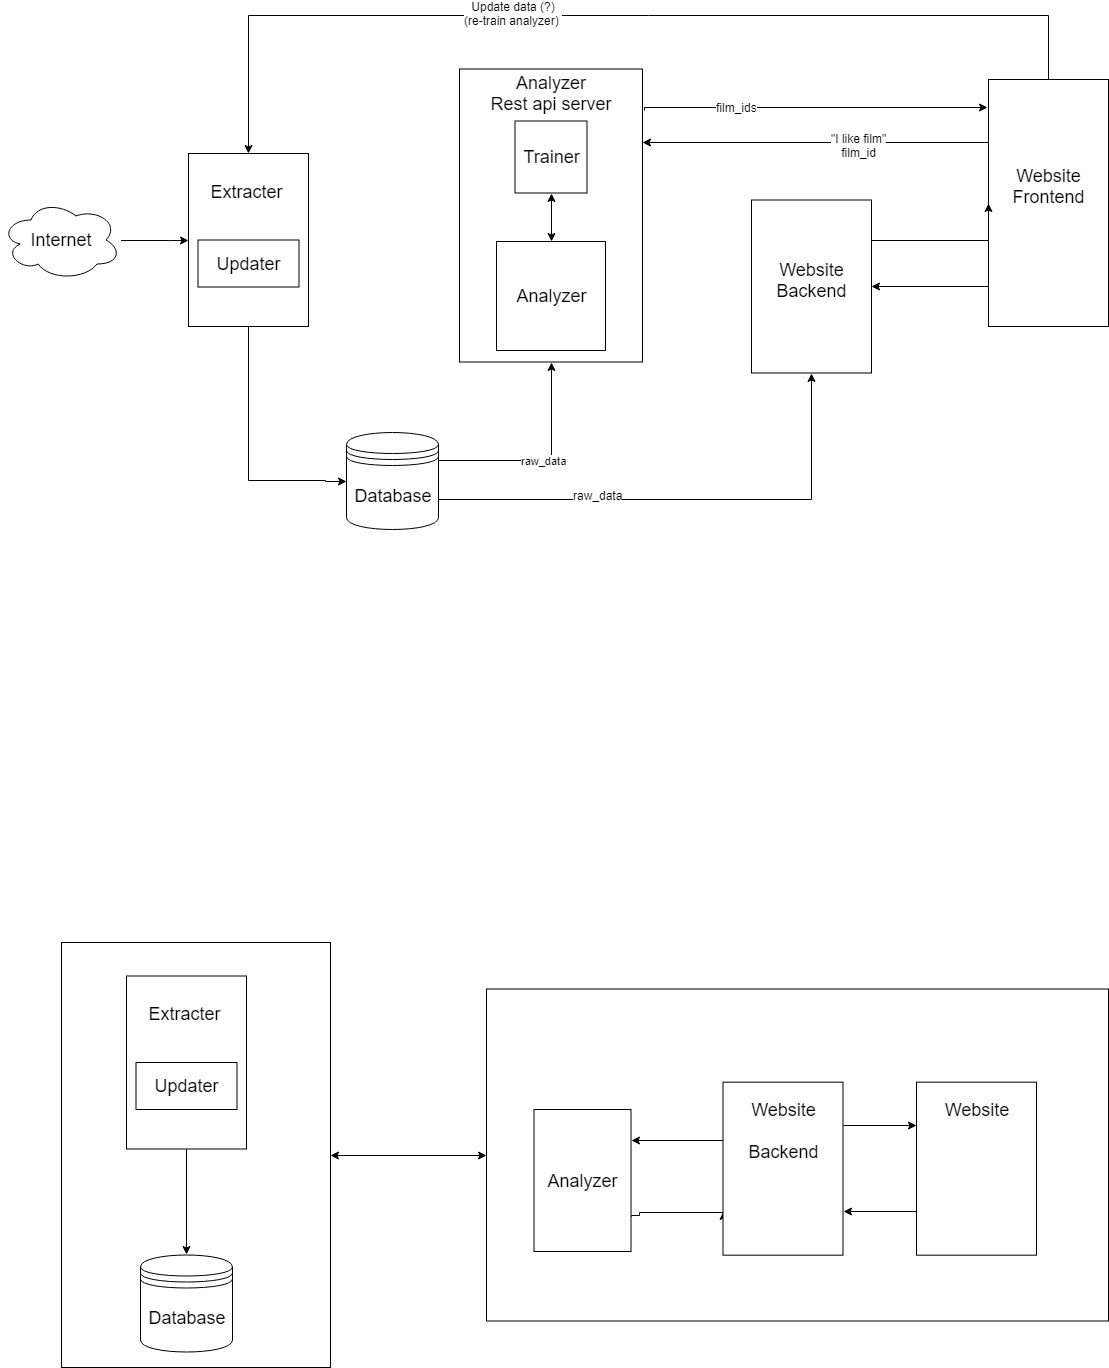 Update data (?)
(re-train analyzer)
Analyzer
Rest api server
Trainer
Analyzer
film_ids
"I like film"
film_id
Website
Frontend
Extracter
Updater
Internet
Website
Backend
raw_data
Database
raw_data
Extracter
Updater
Database
Analyzer
Website
Backend
Website